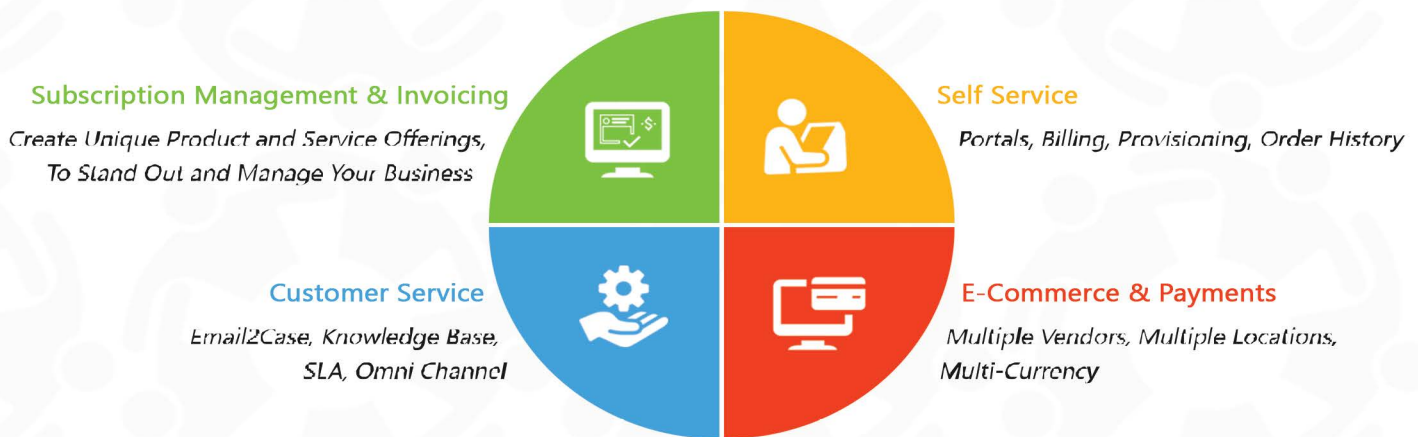 Subscription Management & Invoicing
Create Unique Product and Service Offerings,
To Stand Out and Manage Your Business
$
Self Service
Portals, Billing, Provisioning, Order History
Customer Service
Email2Case, Knowledge Base,
SLA, Omni Channel
E-Commerce & Payments
Multiple Vendors, Multiple Locations,
Multi-Currency